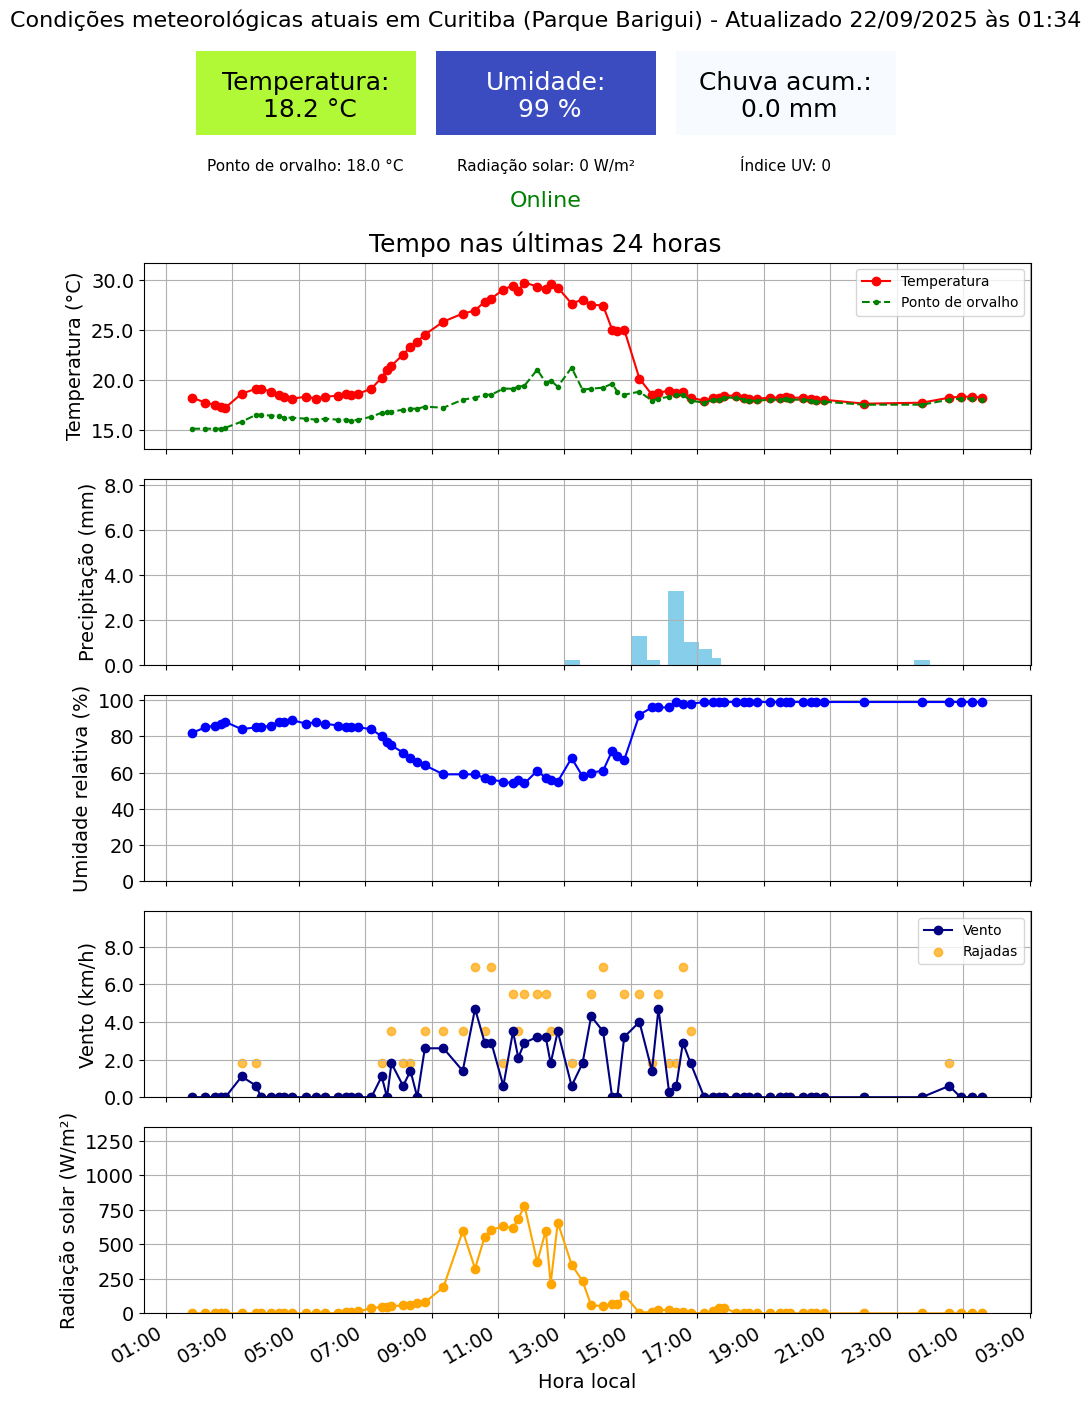 Condições meteorológicas atuais em Curitiba (Parque Barigui) - Atualizado 22/09/2025 às 01:34
Temperatura:
18.2 °C
Umidade:
99 %
Chuva acum.:
0.0 mm
Ponto de orvalho: 18.0 °C
Radiação solar: 0 W/m²
Índice UV: 0
Online
Tempo nas últimas 24 horas
Temperatura (°C)
30.0
25.0
20.0
15.0
Temperatura
Ponto de orvalho
Precipitação (mm)
8.0
6.0
4.0
2.0
0.0
Umidade relativa (%)
100
80
60
40
20
0
Vento (km/h)
8.0
6.0
4.0
2.0
0.0
Vento
Rajadas
Radiação solar (W/m²)
1250
1000
750
500
250
0
01:00
03:00
05:00
07:00
09:00
11:00
13:00
15:00
17:00
19:00
21:00
23:00
01:00
03:00
Hora local